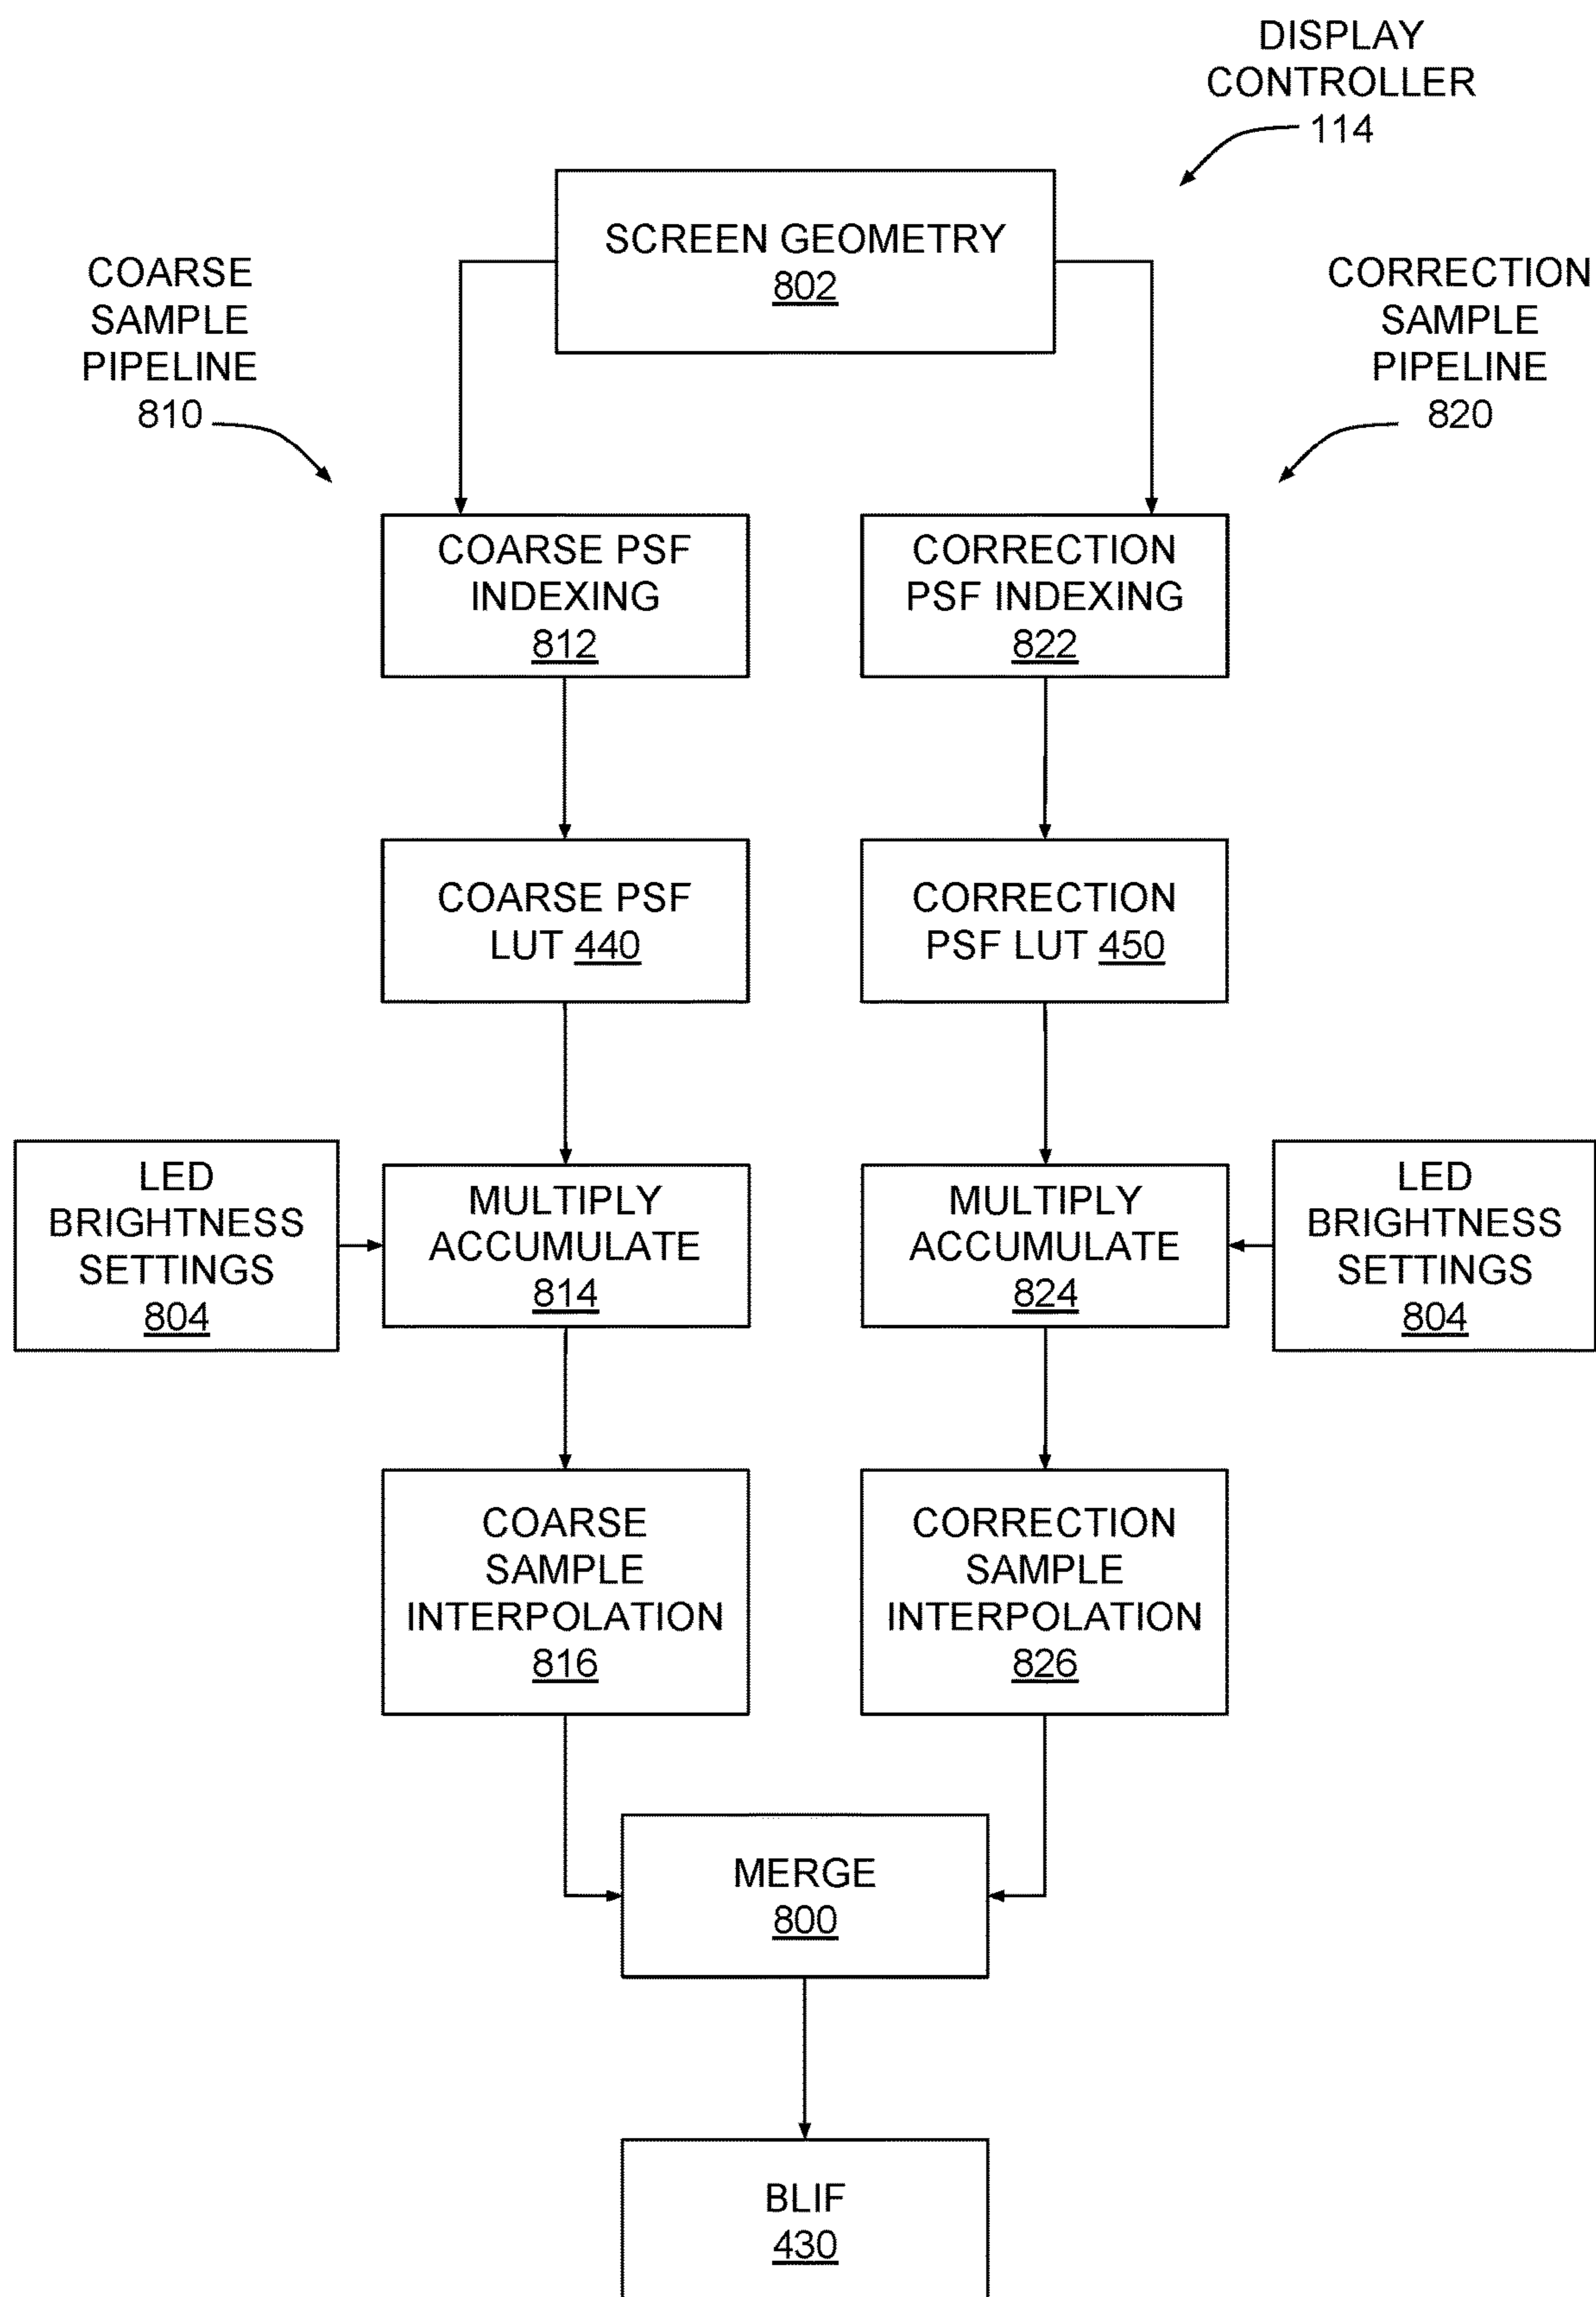 DISPLAY
CONTROLLER
114
SCREEN GEOMETRY
802
COARSE
SAMPLE
PIPELINE
810
CORRECTION
SAMPLE
PIPELINE
820
COARSE PSF
INDEXING
812
CORRECTION
PSF INDEXING
822
COARSE PSF
LUT 440
CORRECTION
PSF LUT 450
LED
BRIGHTNESS
SETTINGS
804
MULTIPLY
ACCUMULATE
814
MULTIPLY
ACCUMULATE
824
LED
BRIGHTNESS
SETTINGS
804
COARSE
SAMPLE
INTERPOLATION
816
CORRECTION
SAMPLE
INTERPOLATION
826
MERGE
800
BLIF
430